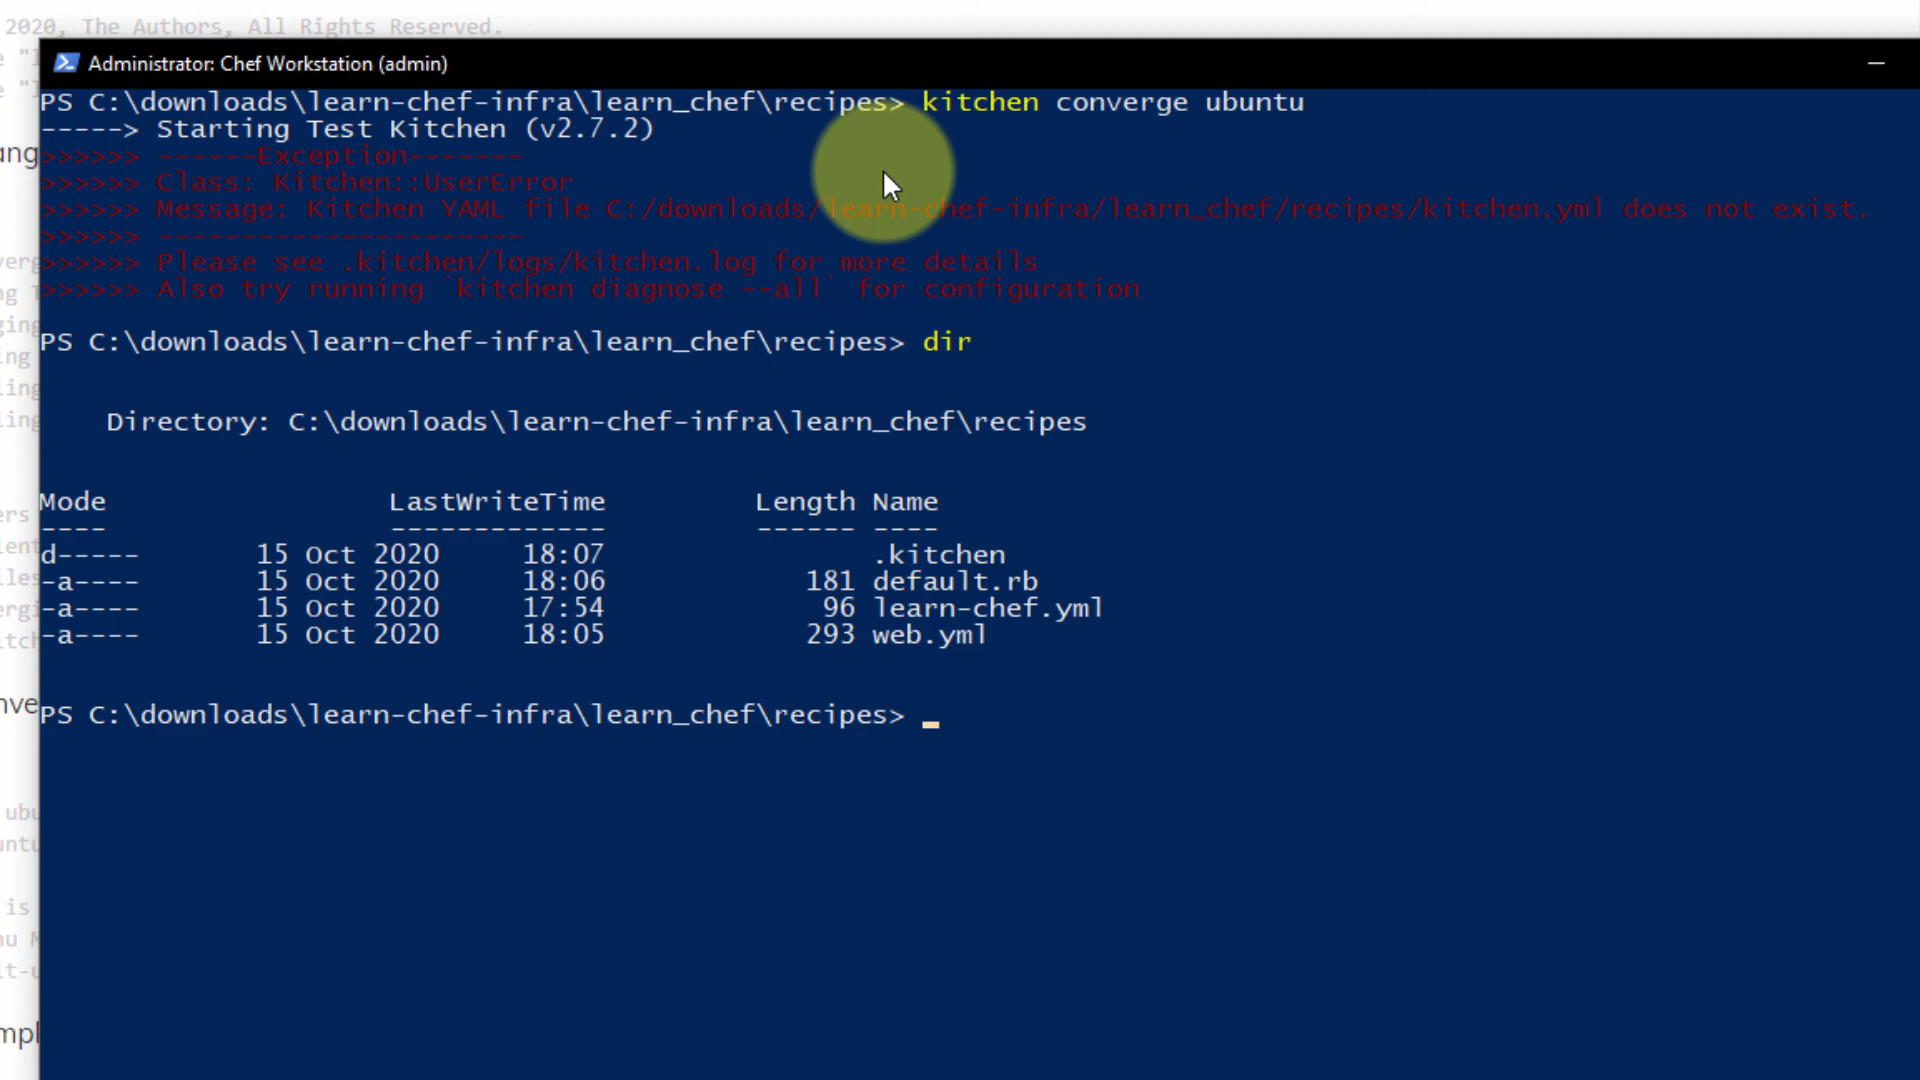 2020, The Authors, All Rights Reserved.
Administrator: Chef Workstation (admin)
PS C:\downloads\learn-chef-infra\learn_chef\recipes> kitchen converge ubuntu
-----> Starting Test Kitchen (v2.7.2)
>>>>>> ------Exception-------
>>>>>> Class: Kitchen::UserError
>>>>>> Message: Kitchen YAML file C:/downloads/learn-chef-infra/learn_chef/recipes/kitchen.yml does not exist.
>>>>>> ----------------------
>>>>>> Please see .kitchen/logs/kitchen.log for more details
>>>>>> Also try running `kitchen diagnose --all` for configuration
PS C:\downloads\learn-chef-infra\learn_chef\recipes> dir
Directory: C:\downloads\learn-chef-infra\learn_chef\recipes
Mode LastWriteTime Length Name
---- ------------- ------ ----
d----- 15 Oct 2020 18:07 .kitchen
-a---- 15 Oct 2020 18:06 181 default.rb
-a---- 15 Oct 2020 17:54 96 learn-chef.yml
-a---- 15 Oct 2020 18:05 293 web.yml
PS C:\downloads\learn-chef-infra\learn_chef\recipes>